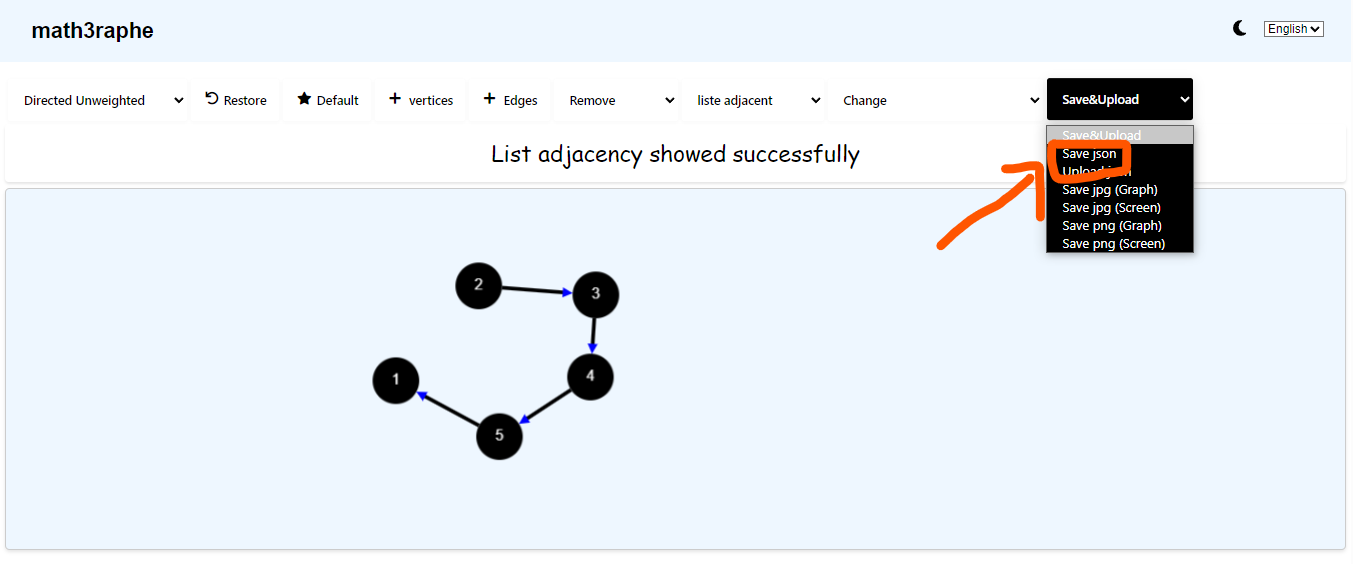 math3raphe
English
Directed Unweighted
Restore
Default
+ vertices
+ Edges
Remove
liste adjacent
Change
Save&Upload
List adjacency showed successfully
Save&Upload
Save json
Upload json
Save jpg (Graph)
Save jpg (Screen)
Save png (Graph)
Save png (Screen)
2
3
1
4
5